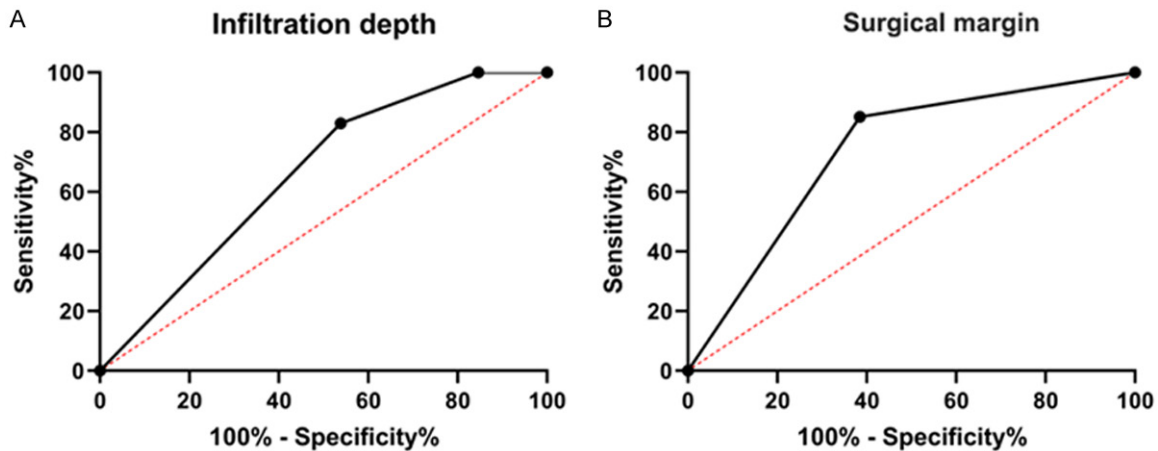 A
Infiltration depth
Sensitivity%
100
80
60
40
20
0
0 20 40 60 80 100
100% - Specificity%
B
Surgical margin
Sensitivity%
100
80
60
40
20
0
0 20 40 60 80 100
100% - Specificity%